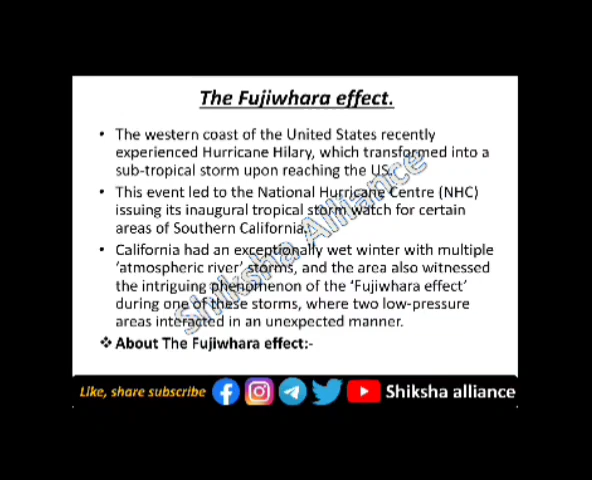 The Fujiwhara effect.
• The western coast of the United States recently
experienced Hurricane Hilary, which transformed into a
sub-tropical storm upon reaching the US.
• This event led to the National Hurricane Centre (NHC)
issuing its inaugural tropical storm watch for certain
areas of Southern California.
• California had an exceptionally wet winter with multiple
‘atmospheric river’ storms, and the area also witnessed
the intriguing phenomenon of the ‘Fujiwhara effect’
during one of these storms, where two low-pressure
areas interacted in an unexpected manner.
❖ About The Fujiwhara effect:-
Shiksha Alliance
Like, share subscribe Shiksha alliance